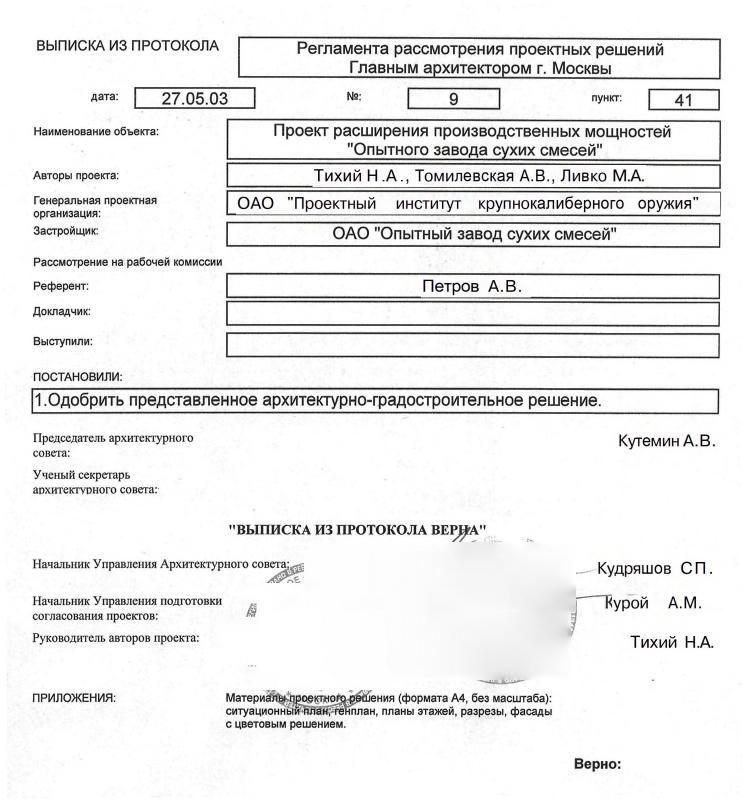 ВЫПИСКА ИЗ ПРОТОКОЛА
Регламента рассмотрения проектных решений
Главным архитектором г. Москвы
дата: 27.05.03 №: 9 пункт: 41
Наименование объекта:
Проект расширения производственных мощностей
"Опытного завода сухих смесей"
Авторы проекта: Тихий Н.А., Томилевская А.В., Ливко М.А.
Генеральная проектная
организация:
ОАО "Проектный институт крупнокалиберного оружия"
Застройщик: ОАО "Опытный завод сухих смесей"
Рассмотрение на рабочей комиссии
Референт: Петров А.В.
Докладчик:
Выступили:
ПОСТАНОВИЛИ:
1.Одобрить представленное архитектурно-градостроительное решение.
Председатель архитектурного
совета:
Кутемин А.В.
Ученый секретарь
архитектурного совета:
"ВЫПИСКА ИЗ ПРОТОКОЛА ВЕРНА"
Начальник Управления Архитектурного совета: Кудряшов СП.
Начальник Управления подготовки
согласования проектов:
Курой А.М.
Руководитель авторов проекта: Тихий Н.А.
ПРИЛОЖЕНИЯ: Материалы проектного решения (формата А4, без масштаба):
ситуационный план, генплан, планы этажей, разрезы, фасады
с цветовым решением.
Верно: